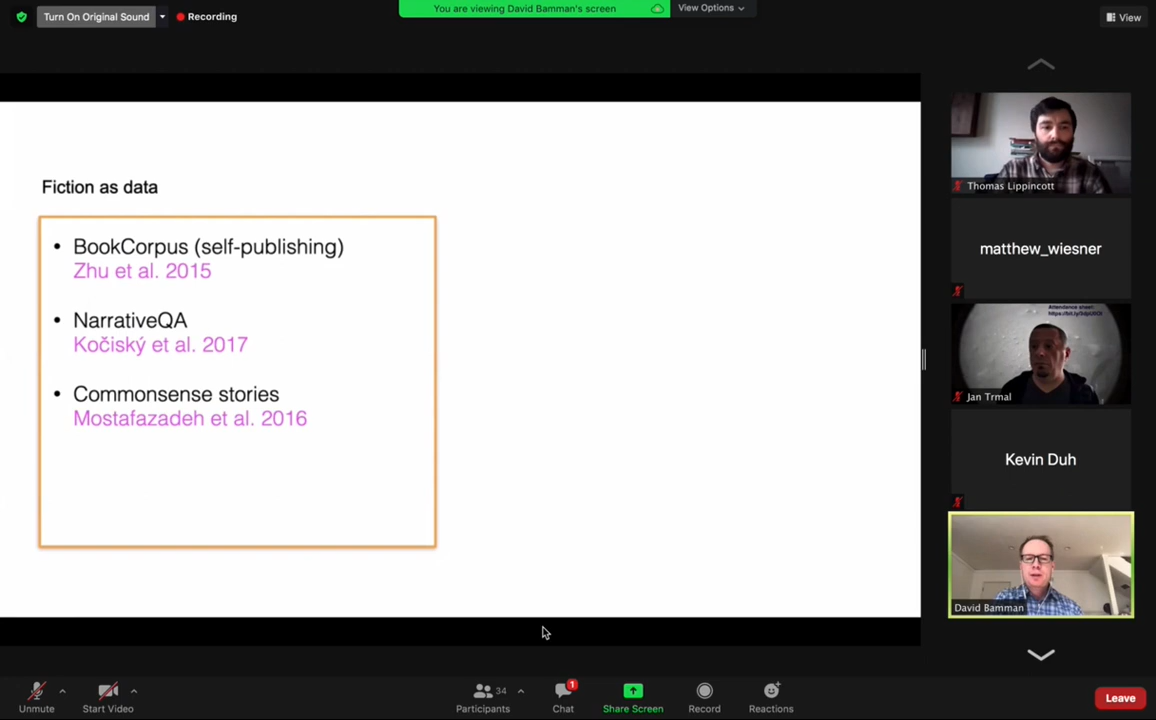 Turn On Original Sound
Recording
You are viewing David Bamman's screen
View Options
View
Fiction as data
• BookCorpus (self-publishing)
Zhu et al. 2015
• NarrativeQA
Kočiský et al. 2017
• Commonsense stories
Mostafazadeh et al. 2016
Thomas Lippincott
matthew_wiesner
Attendance sheet:
Jan Trmal
Kevin Duh
David Bamman
Unmute
Start Video
34
Participants
1
Chat
Share Screen
Record
Reactions
Leave